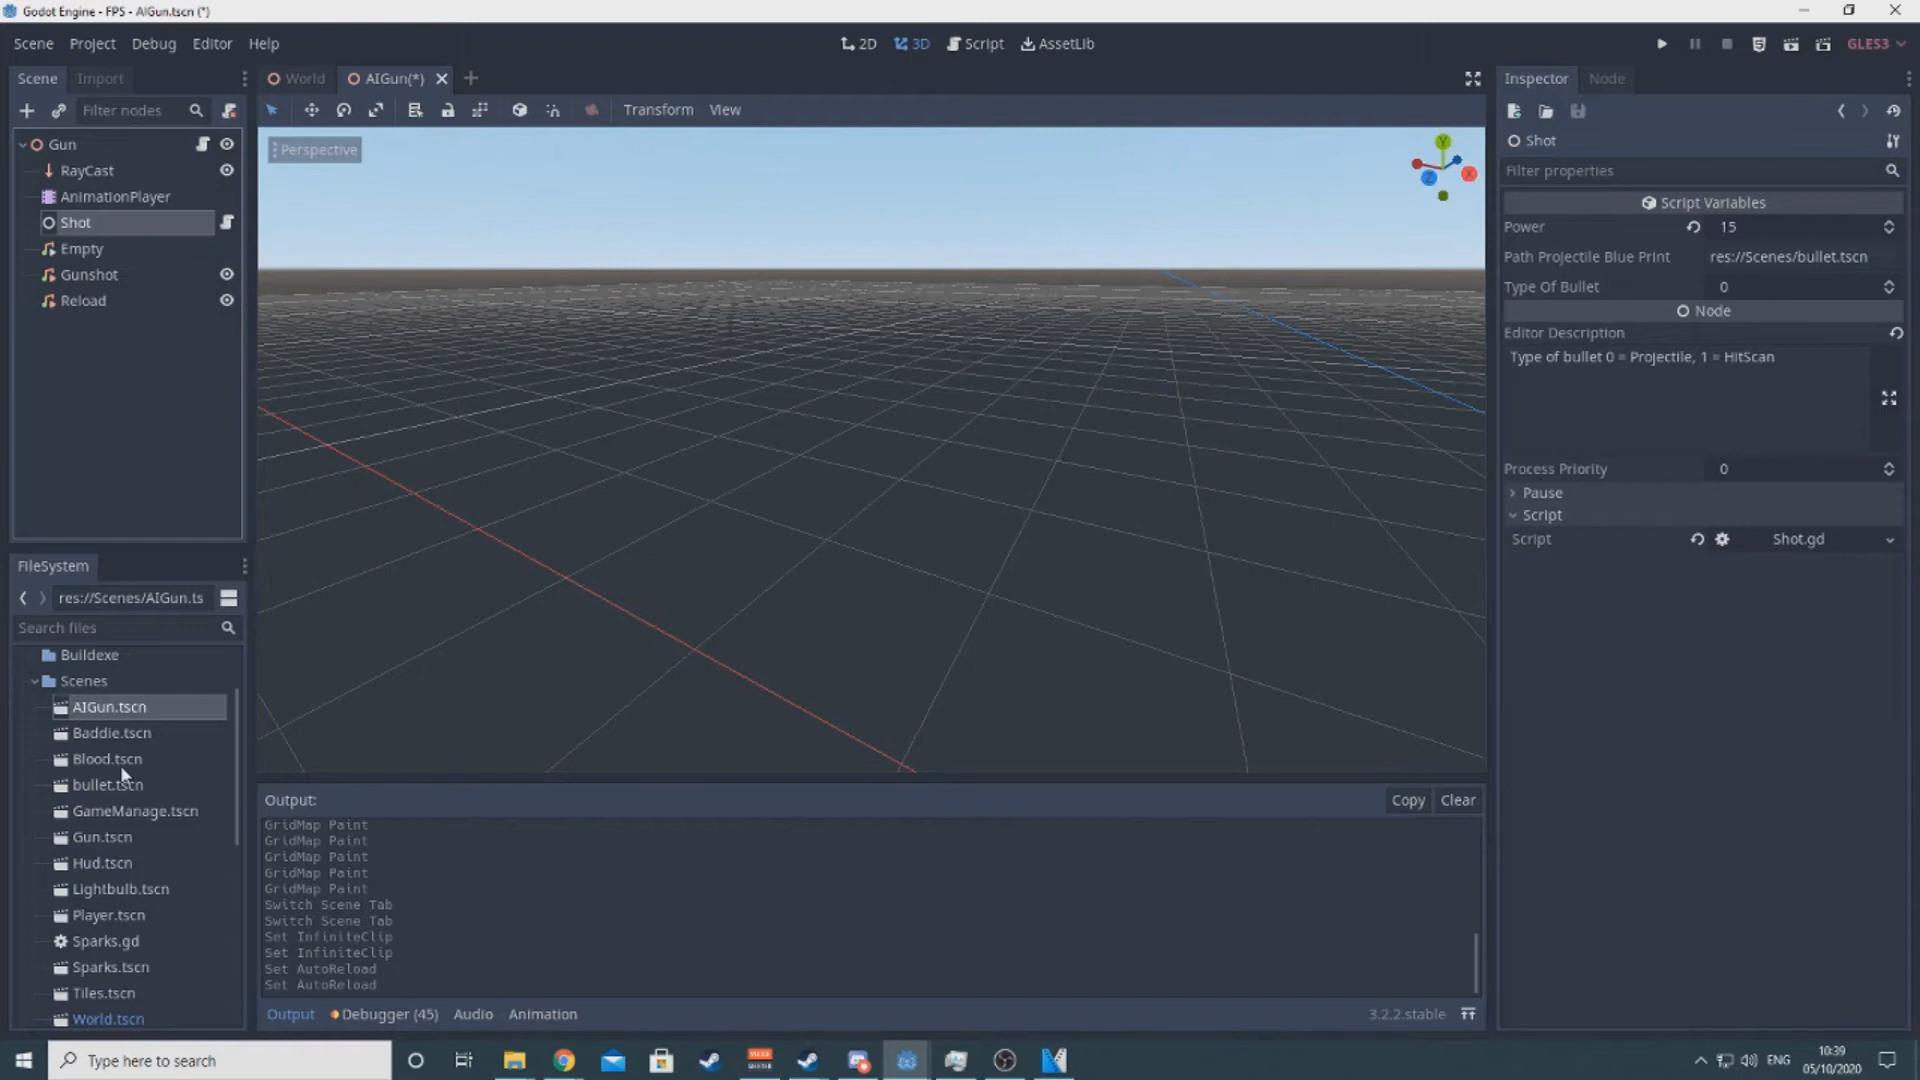 Godot Engine - FPS - AIGun.tscn (*)
Scene Project Debug Editor Help
2D 3D Script AssetLib
GLES3
Scene Import
Filter nodes
Gun
RayCast
AnimationPlayer
Shot
Empty
Gunshot
Reload
FileSystem
res://Scenes/AIGun.ts
Search files
Buildexe
Scenes
AIGun.tscn
Baddie.tscn
Blood.tscn
bullet.tscn
GameManage.tscn
Gun.tscn
Hud.tscn
Lightbulb.tscn
Player.tscn
Sparks.gd
Sparks.tscn
Tiles.tscn
World.tscn
World AIGun(*)
Transform View
Perspective
Y
X
Z
Output:
Copy Clear
GridMap Paint
GridMap Paint
GridMap Paint
GridMap Paint
GridMap Paint
Switch Scene Tab
Switch Scene Tab
Set InfiniteClip
Set InfiniteClip
Set AutoReload
Set AutoReload
Output Debugger (45) Audio Animation
3.2.2.stable
Inspector Node
Shot
Filter properties
Script Variables
Power 15
Path Projectile Blue Print res://Scenes/bullet.tscn
Type Of Bullet 0
Node
Editor Description
Type of bullet 0 = Projectile, 1 = HitScan
Process Priority 0
Pause
Script
Script Shot.gd
Type here to search
ENG
10:39
05/10/2020